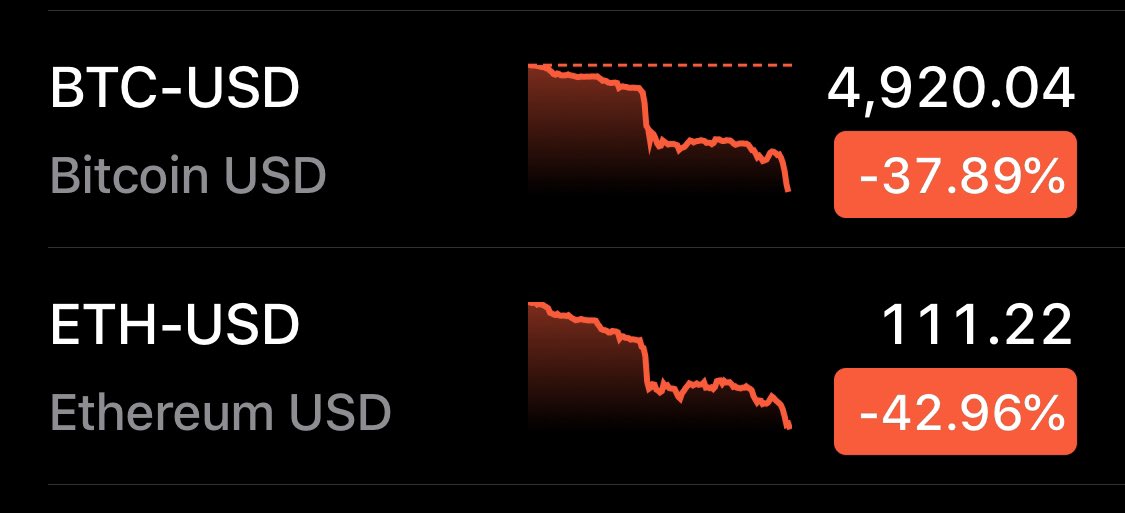 BTC-USD
4,920.04
Bitcoin USD
-37.89%
ETH-USD
111.22
Ethereum USD
-42.96%